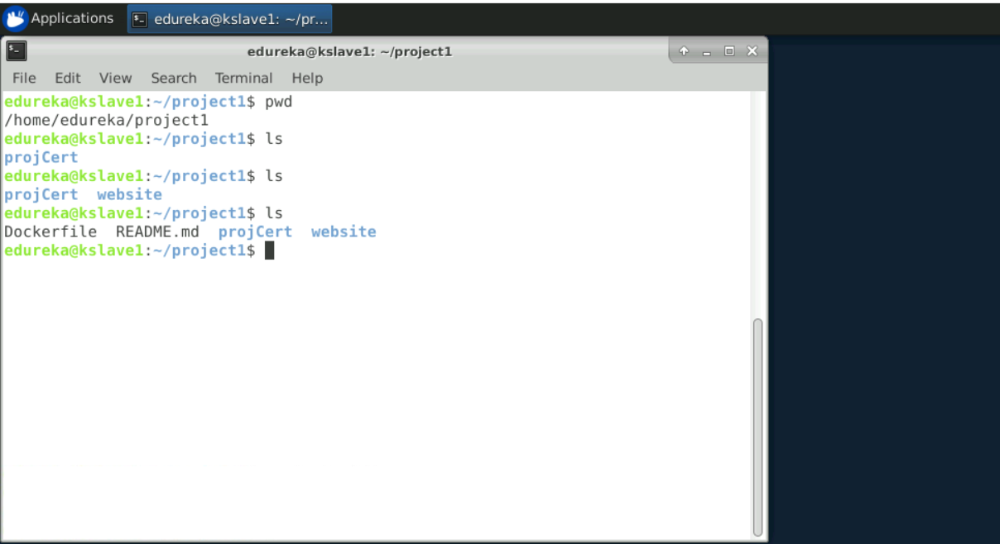 Applications edureka@kslave1: ~/pr...
edureka@kslave1: ~/project1
File Edit View Search Terminal Help
edureka@kslave1:~/project1$ pwd
/home/edureka/project1
edureka@kslave1:~/project1$ ls
projCert
edureka@kslave1:~/project1$ ls
projCert  website
edureka@kslave1:~/project1$ ls
Dockerfile  README.md  projCert  website
edureka@kslave1:~/project1$